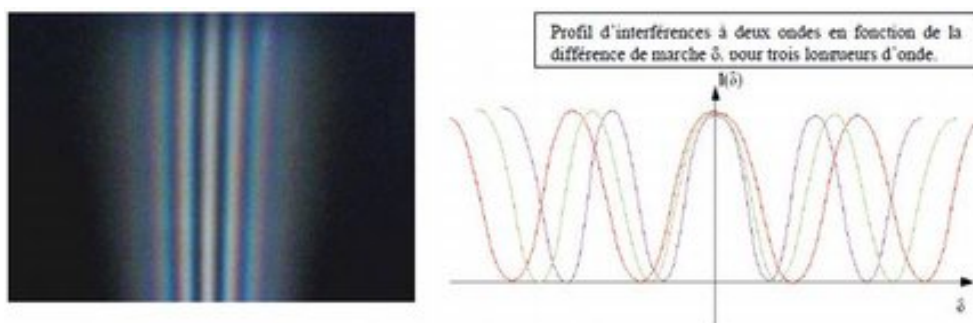 Profil d'interférences à deux ondes en fonction de la
différence de marche δ, pour trois longueurs d'onde.
I(δ)
δ